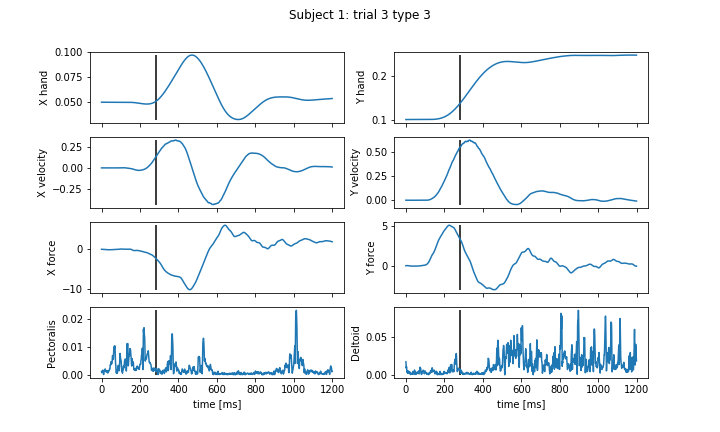 Subject 1: trial 3 type 3
X hand
0.100
0.075
0.050
Y hand
0.2
0.1
X velocity
0.25
0.00
−0.25
Y velocity
0.50
0.25
0.00
X force
0
−10
Y force
5
0
Pectoralis
0.02
0.01
0.00
0 200 400 600 800 1000 1200
time [ms]
Deltoid
0.05
0.00
0 200 400 600 800 1000 1200
time [ms]